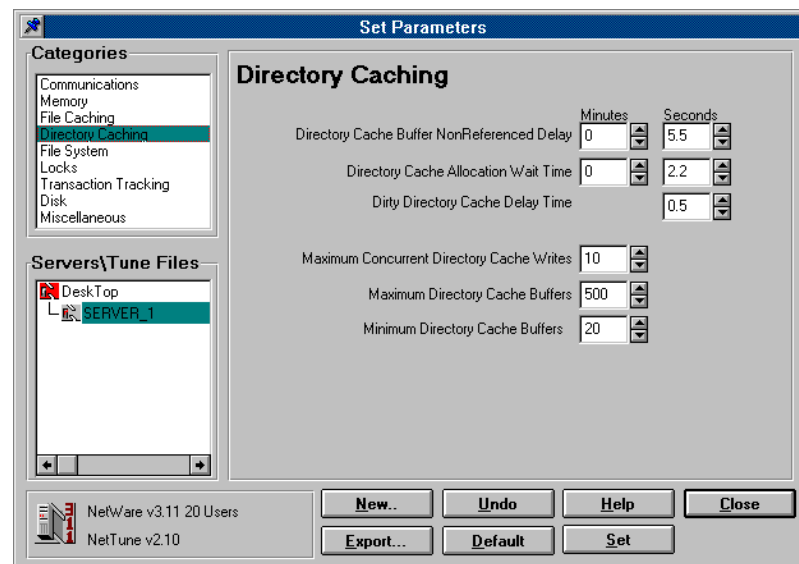 Set Parameters
Categories
Communications
Memory
File Caching
Directory Caching
File System
Locks
Transaction Tracking
Disk
Miscellaneous
Servers\Tune Files
DeskTop
SERVER_1
Directory Caching
Minutes Seconds
Directory Cache Buffer NonReferenced Delay 0 5.5
Directory Cache Allocation Wait Time 0 2.2
Dirty Directory Cache Delay Time 0.5
Maximum Concurrent Directory Cache Writes 10
Maximum Directory Cache Buffers 500
Minimum Directory Cache Buffers 20
NetWare v3.11 20 Users
NetTune v2.10
New.. Undo Help Close
Export... Default Set